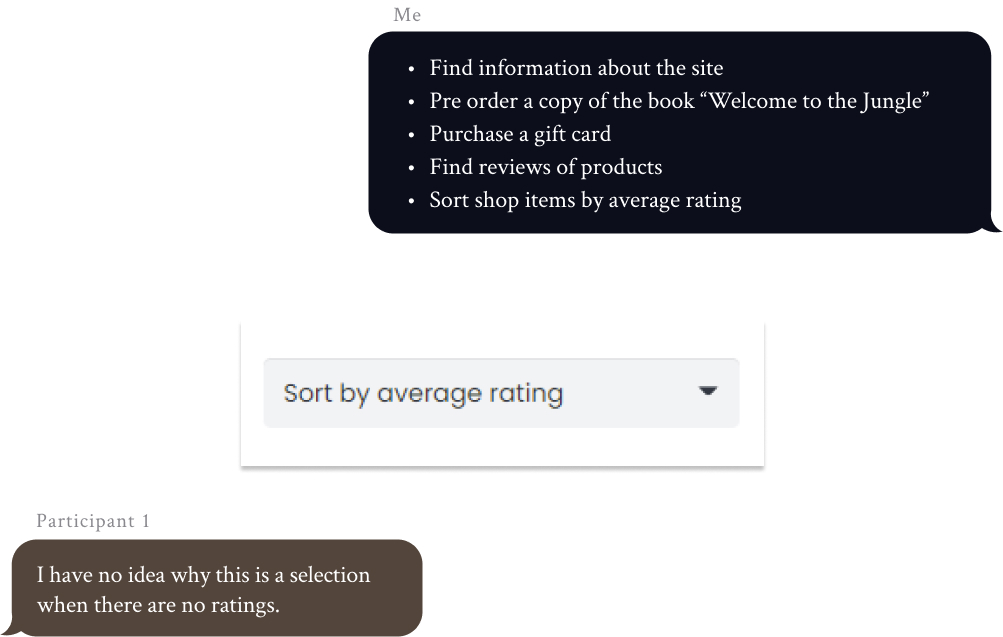 Me
• Find information about the site
• Pre order a copy of the book “Welcome to the Jungle”
• Purchase a gift card
• Find reviews of products
• Sort shop items by average rating
Sort by average rating
Participant 1
I have no idea why this is a selection
when there are no ratings.